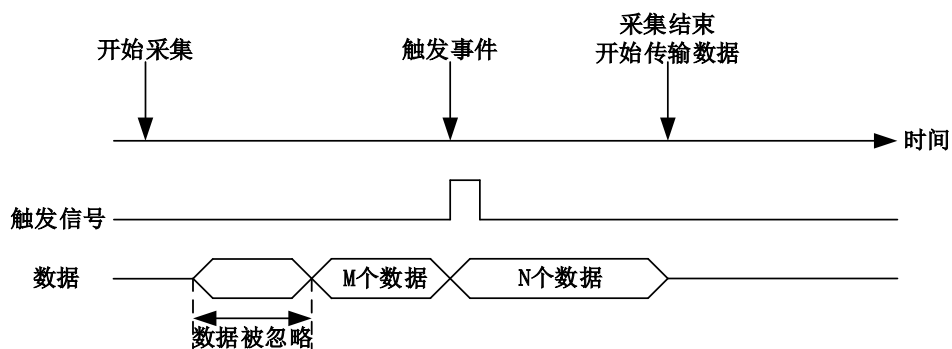 开始采集
触发事件
采集结束
开始传输数据
时间
触发信号
数据
M个数据
N个数据
数据被忽略